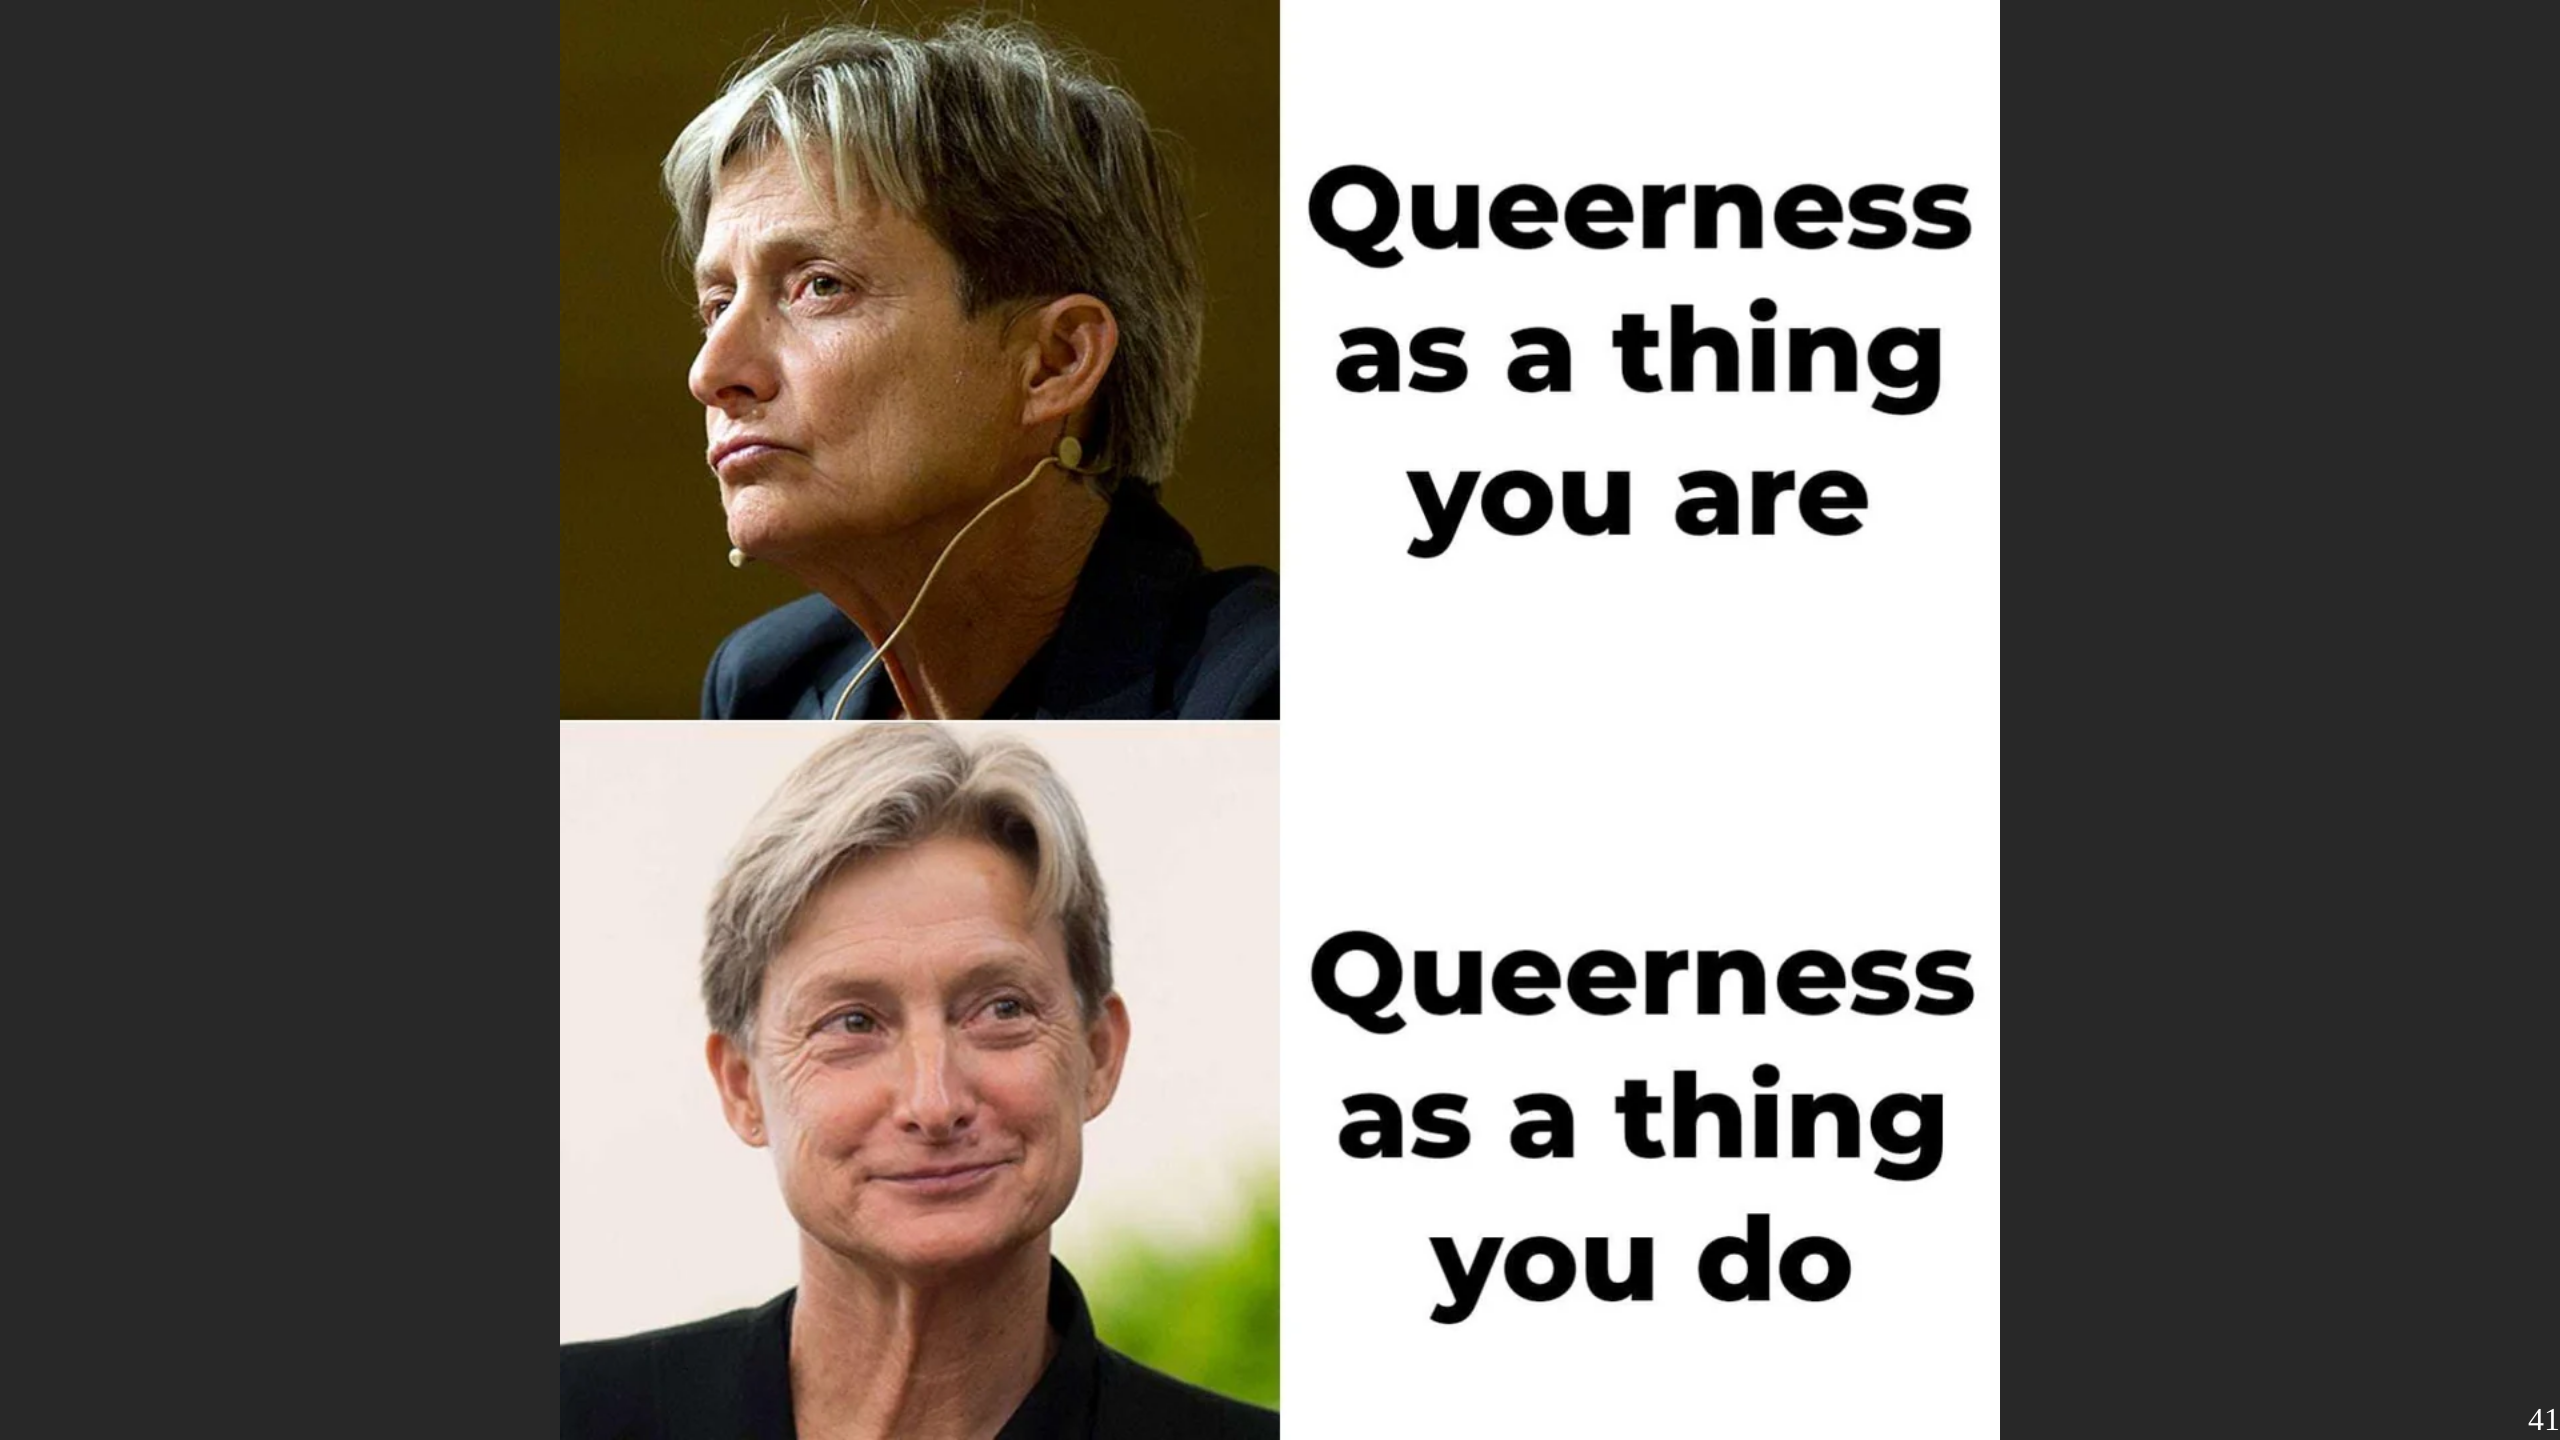 Queerness
as a thing
you are
Queerness
as a thing
you do
41